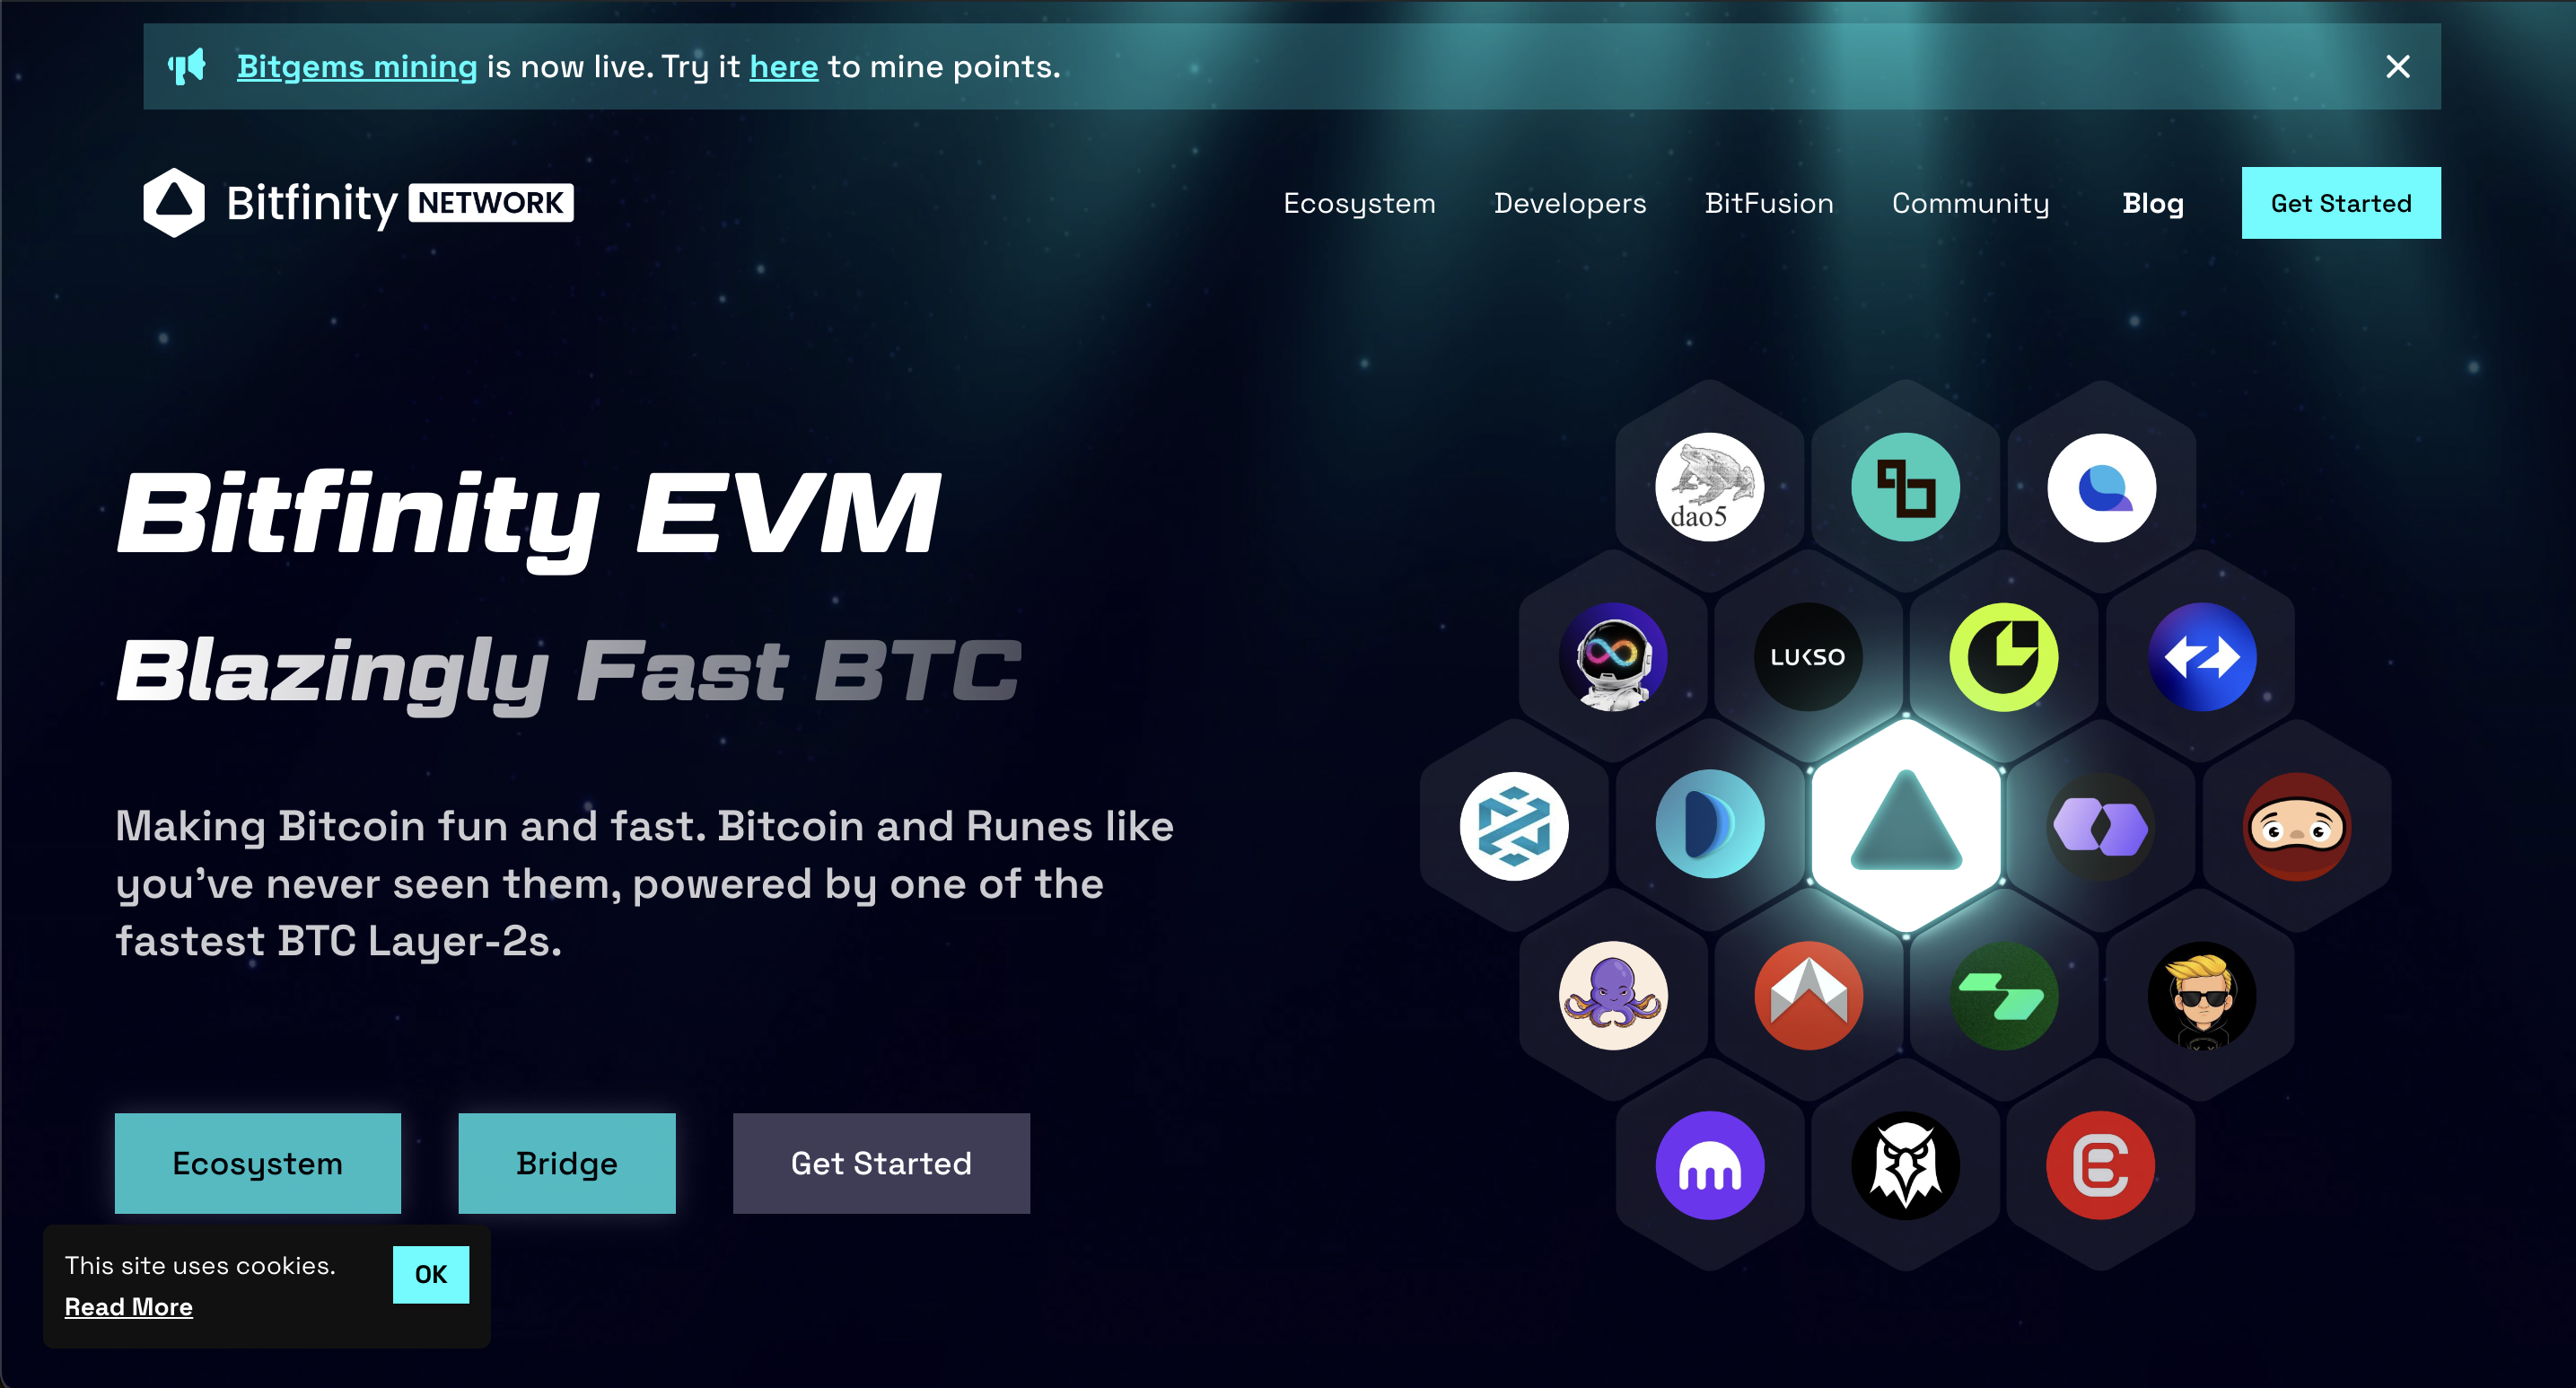 Bitgems mining is now live. Try it here to mine points.
Bitfinity NETWORK
Ecosystem Developers BitFusion Community Blog Get Started
Bitfinity EVM
Blazingly Fast BTC
Making Bitcoin fun and fast. Bitcoin and Runes like
you’ve never seen them, powered by one of the
fastest BTC Layer-2s.
Ecosystem Bridge Get Started
dao5
LUKSO
This site uses cookies.
Read More
OK